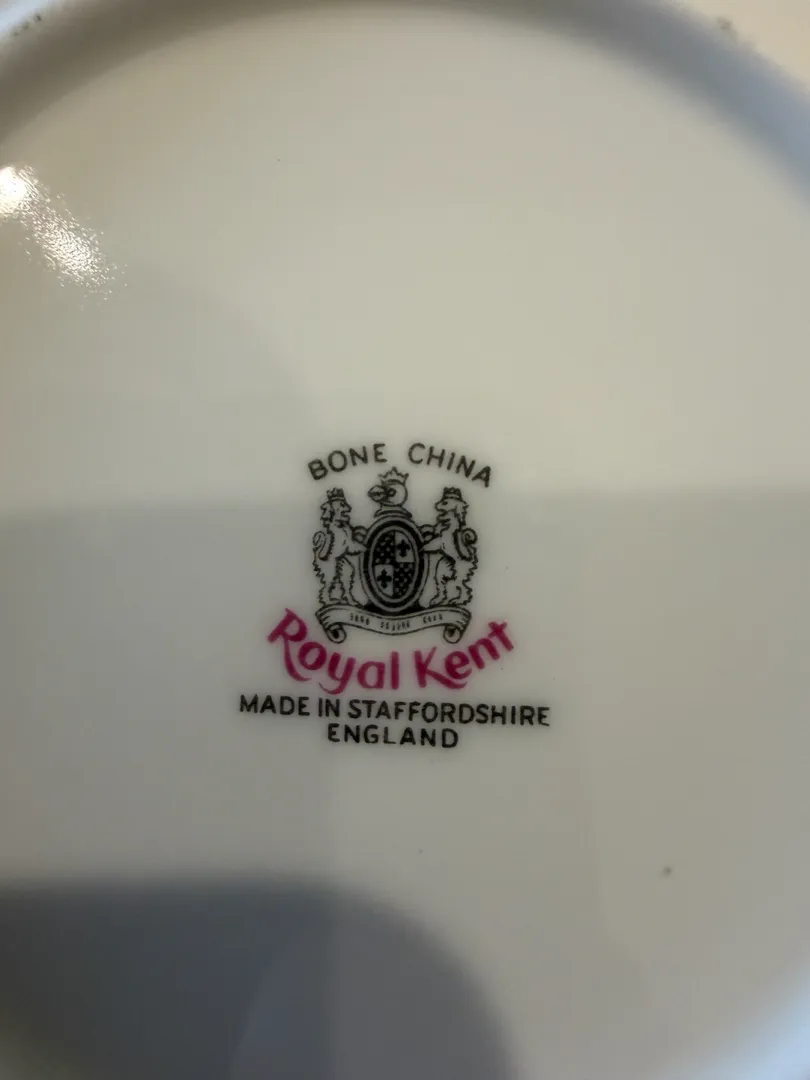 BONE CHINA
Royal Kent
MADE IN STAFFORDSHIRE
ENGLAND